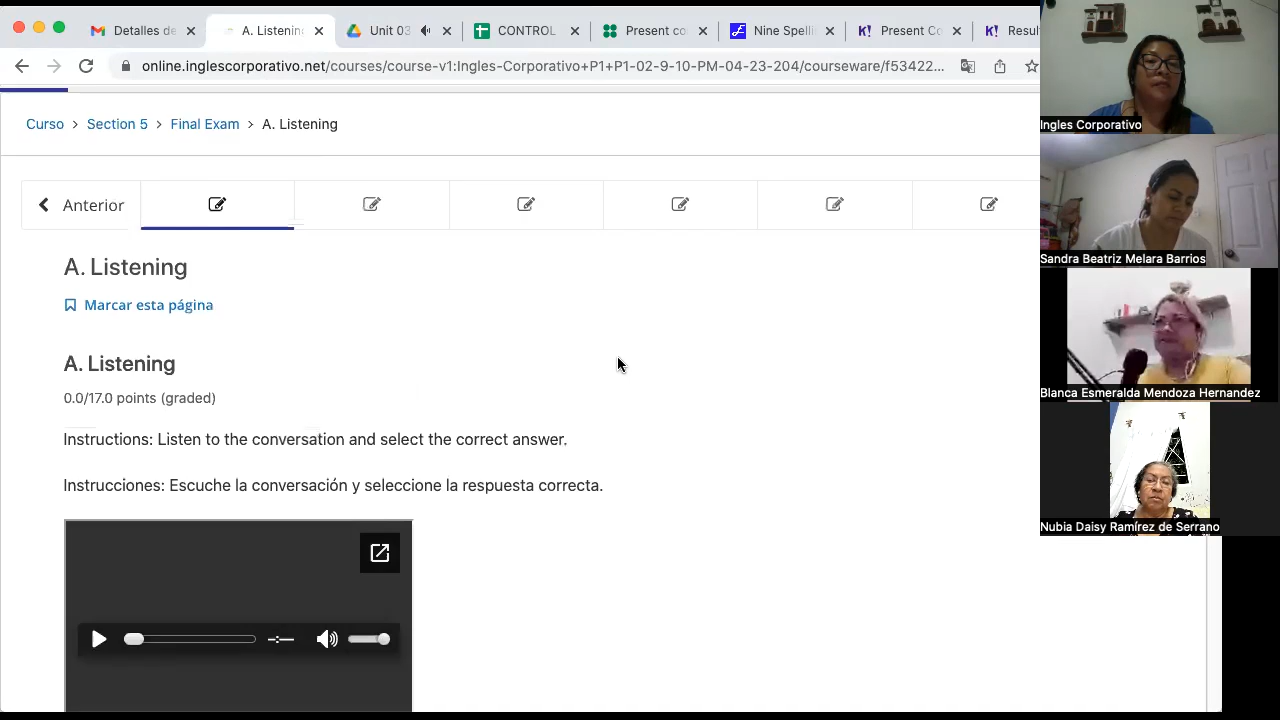 Detalles de
A. Listenin
Unit 03
CONTROL
Present co
Nine Spelli
Present Co
Resul
online.inglescorporativo.net/courses/course-v1:Ingles-Corporativo+P1+P1-02-9-10-PM-04-23-204/courseware/f53422...
Curso > Section 5 > Final Exam > A. Listening
Anterior
A. Listening
Marcar esta página
A. Listening
0.0/17.0 points (graded)
Instructions: Listen to the conversation and select the correct answer.
Instrucciones: Escuche la conversación y seleccione la respuesta correcta.
-:--
Ingles Corporativo
Sandra Beatriz Melara Barrios
Blanca Esmeralda Mendoza Hernandez
Nubia Daisy Ramírez de Serrano